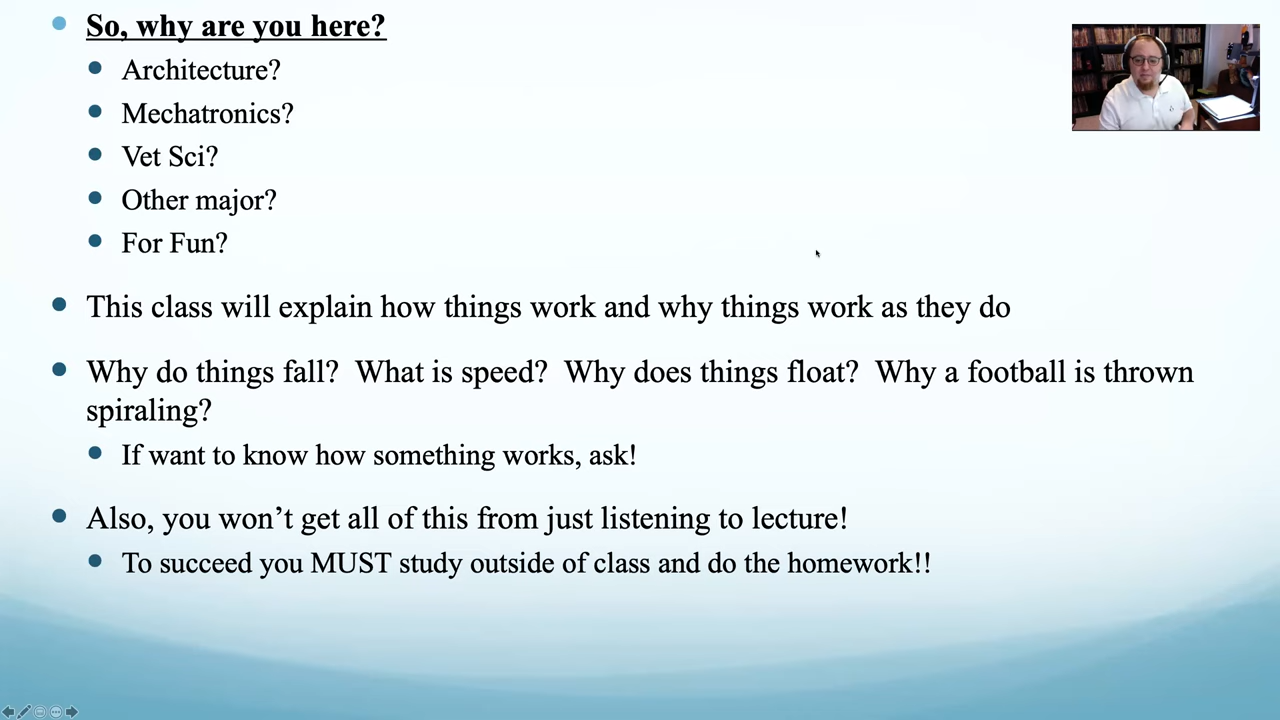 So, why are you here?
Architecture?
Mechatronics?
Vet Sci?
Other major?
For Fun?
This class will explain how things work and why things work as they do
Why do things fall?  What is speed?  Why does things float?  Why a football is thrown
spiraling?
If want to know how something works, ask!
Also, you won’t get all of this from just listening to lecture!
To succeed you MUST study outside of class and do the homework!!